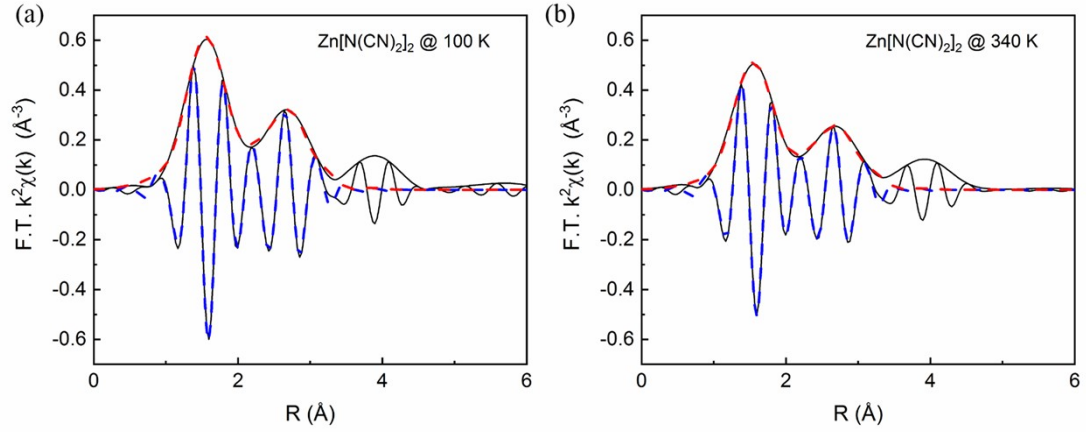 (a)
Zn[N(CN)₂]₂ @ 100 K
F.T. k²χ(k) (Å⁻³)
0.6
0.4
0.2
0.0
-0.2
-0.4
-0.6
0 2 4 6
R (Å)
(b)
Zn[N(CN)₂]₂ @ 340 K
F.T. k²χ(k) (Å⁻³)
0.6
0.4
0.2
0.0
-0.2
-0.4
-0.6
0 2 4 6
R (Å)